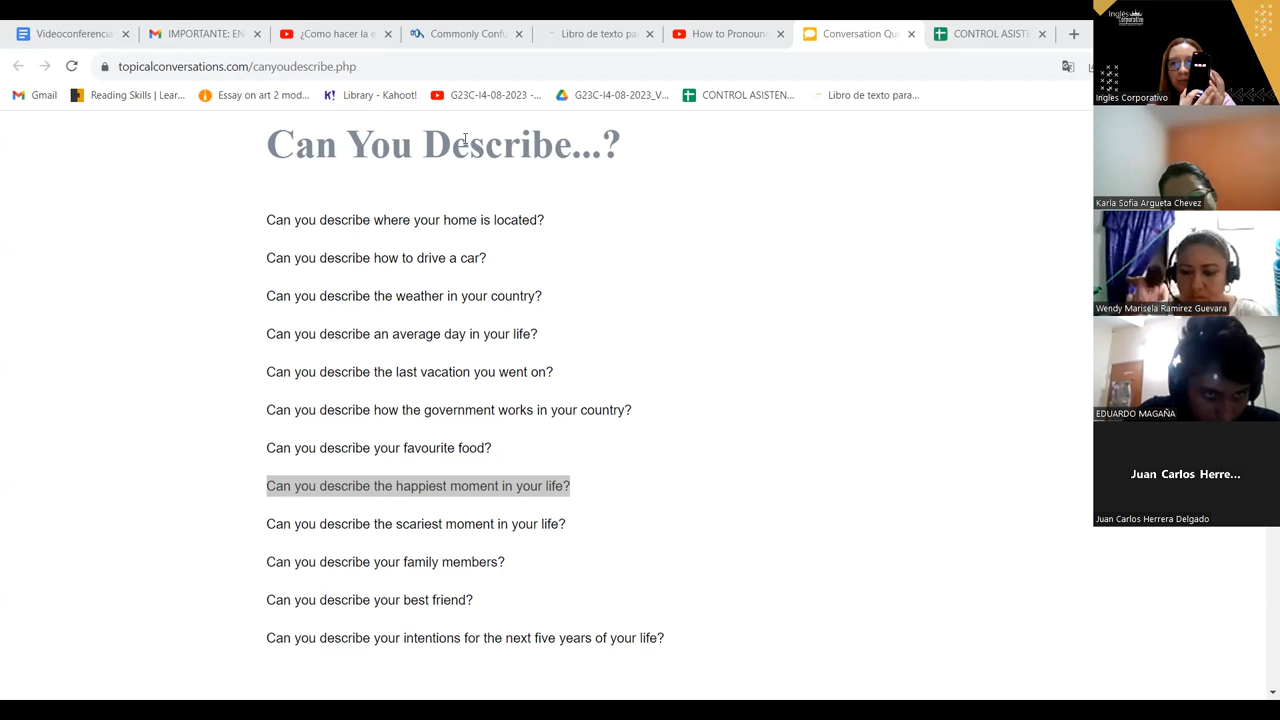 Videoconferencia
IMPORTANTE: EN
¿Como hacer la e
Commonly Confu
Libro de texto pa
How to Pronounc
Conversation Que
CONTROL ASISTE
topicalconversations.com/canyoudescribe.php
Gmail
Reading Skills | Lear...
Essay on art 2 mod...
Library - Kahoot
G23C-I4-08-2023 -...
G23C-I4-08-2023_V...
CONTROL ASISTEN...
Libro de texto para...
Can You Describe...?
Can you describe where your home is located?
Can you describe how to drive a car?
Can you describe the weather in your country?
Can you describe an average day in your life?
Can you describe the last vacation you went on?
Can you describe how the government works in your country?
Can you describe your favourite food?
Can you describe the happiest moment in your life?
Can you describe the scariest moment in your life?
Can you describe your family members?
Can you describe your best friend?
Can you describe your intentions for the next five years of your life?
Inglés
Corporativo
Ingles Corporativo
Karla Sofia Argueta Chevez
Wendy Marisela Ramirez Guevara
EDUARDO MAGAÑA
Juan Carlos Herre...
Juan Carlos Herrera Delgado